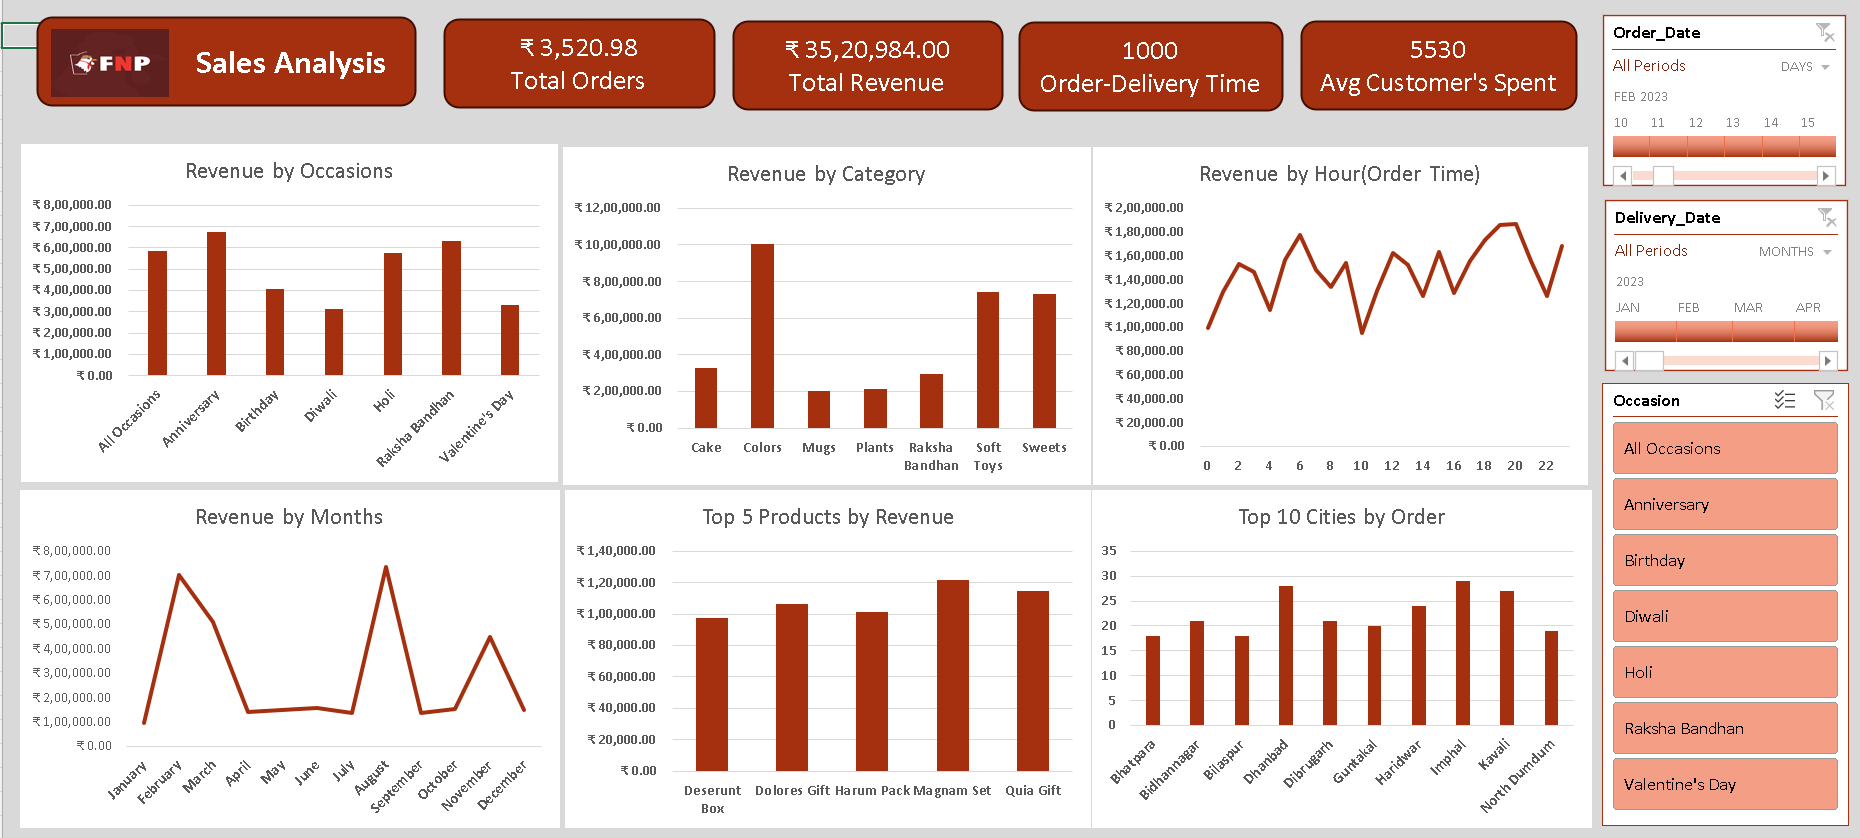 FNP
Sales Analysis
₹ 3,520.98
Total Orders
₹ 35,20,984.00
Total Revenue
1000
Order-Delivery Time
5530
Avg Customer's Spent
Order_Date
All Periods
DAYS
FEB 2023
10 11 12 13 14 15
Delivery_Date
All Periods
MONTHS
2023
JAN FEB MAR APR
Occasion
All Occasions
Anniversary
Birthday
Diwali
Holi
Raksha Bandhan
Valentine's Day
Revenue by Occasions
₹ 8,00,000.00
₹ 7,00,000.00
₹ 6,00,000.00
₹ 5,00,000.00
₹ 4,00,000.00
₹ 3,00,000.00
₹ 2,00,000.00
₹ 1,00,000.00
₹ 0.00
All Occasions
Anniversary
Birthday
Diwali
Holi
Raksha Bandhan
Valentine's Day
Revenue by Category
₹ 12,00,000.00
₹ 10,00,000.00
₹ 8,00,000.00
₹ 6,00,000.00
₹ 4,00,000.00
₹ 2,00,000.00
₹ 0.00
Cake Colors Mugs Plants Raksha Soft Sweets
Bandhan Toys
Revenue by Hour(Order Time)
₹ 2,00,000.00
₹ 1,80,000.00
₹ 1,60,000.00
₹ 1,40,000.00
₹ 1,20,000.00
₹ 1,00,000.00
₹ 80,000.00
₹ 60,000.00
₹ 40,000.00
₹ 20,000.00
₹ 0.00
0 2 4 6 8 10 12 14 16 18 20 22
Revenue by Months
₹ 8,00,000.00
₹ 7,00,000.00
₹ 6,00,000.00
₹ 5,00,000.00
₹ 4,00,000.00
₹ 3,00,000.00
₹ 2,00,000.00
₹ 1,00,000.00
₹ 0.00
January
February
March
April
May
June
July
August
September
October
November
December
Top 5 Products by Revenue
₹ 1,40,000.00
₹ 1,20,000.00
₹ 1,00,000.00
₹ 80,000.00
₹ 60,000.00
₹ 40,000.00
₹ 20,000.00
₹ 0.00
Deserunt Dolores Gift Harum Pack Magnam Set Quia Gift
Box
Top 10 Cities by Order
35
30
25
20
15
10
5
0
Bhatpara
Bidhannagar
Bilaspur
Dhanbad
Dibrugarh
Guntakal
Haridwar
Imphal
Kavali
North Dumdum